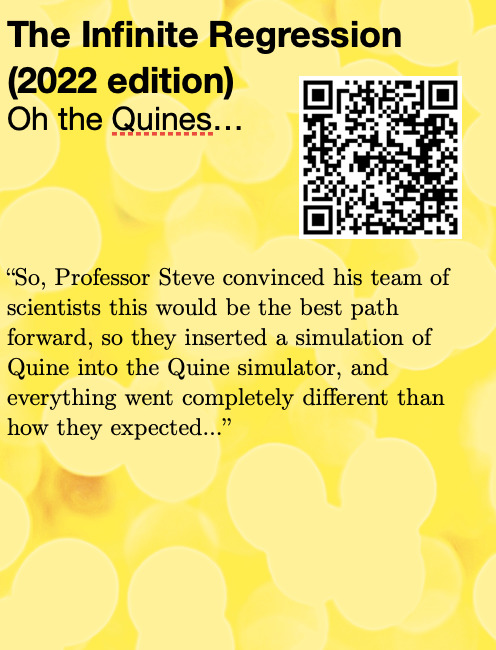 The Infinite Regression
(2022 edition)
Oh the Quines…
“So, Professor Steve convinced his team of
scientists this would be the best path
forward, so they inserted a simulation of
Quine into the Quine simulator, and
everything went completely different than
how they expected...”